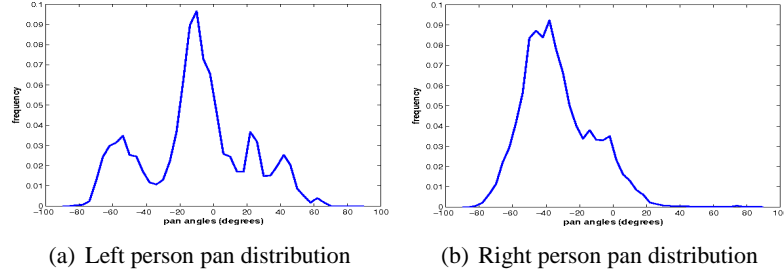 0.1
0.09
0.08
0.07
0.06
0.05
0.04
0.03
0.02
0.01
0
frequency
-100 -80 -60 -40 -20 0 20 40 60 80 100
pan angles (degrees)
(a) Left person pan distribution
0.1
0.09
0.08
0.07
0.06
0.05
0.04
0.03
0.02
0.01
0
frequency
-100 -80 -60 -40 -20 0 20 40 60 80 100
pan angles (degrees)
(b) Right person pan distribution